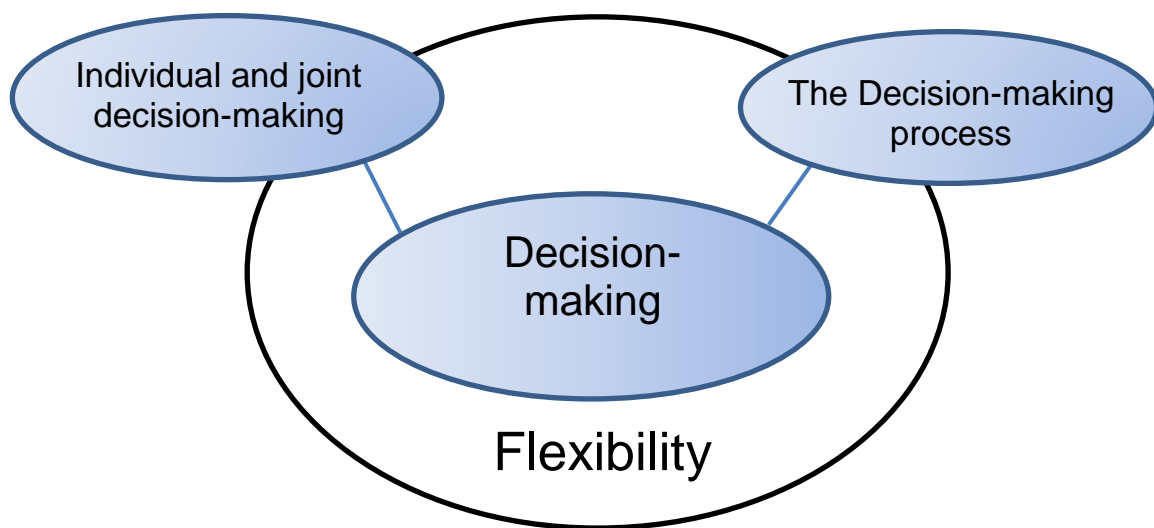 Individual and joint
decision-making
The Decision-making
process
Decision-
making
Flexibility